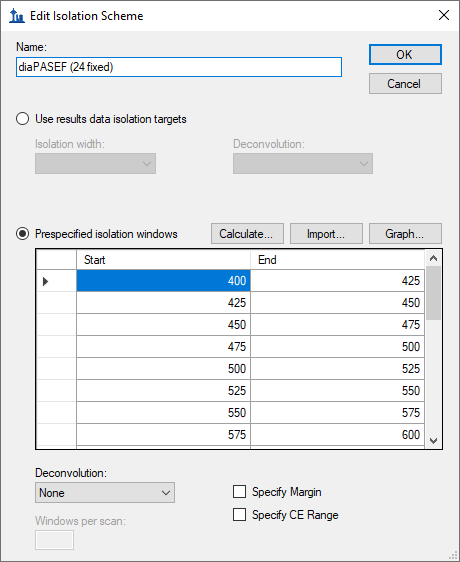 Edit Isolation Scheme
Name:
diaPASEF (24 fixed)
OK
Cancel
Use results data isolation targets
Isolation width: Deconvolution:
Prespecified isolation windows Calculate... Import... Graph...
Start End
400 425
425 450
450 475
475 500
500 525
525 550
550 575
575 600
Deconvolution:
None
Specify Margin
Windows per scan:
Specify CE Range